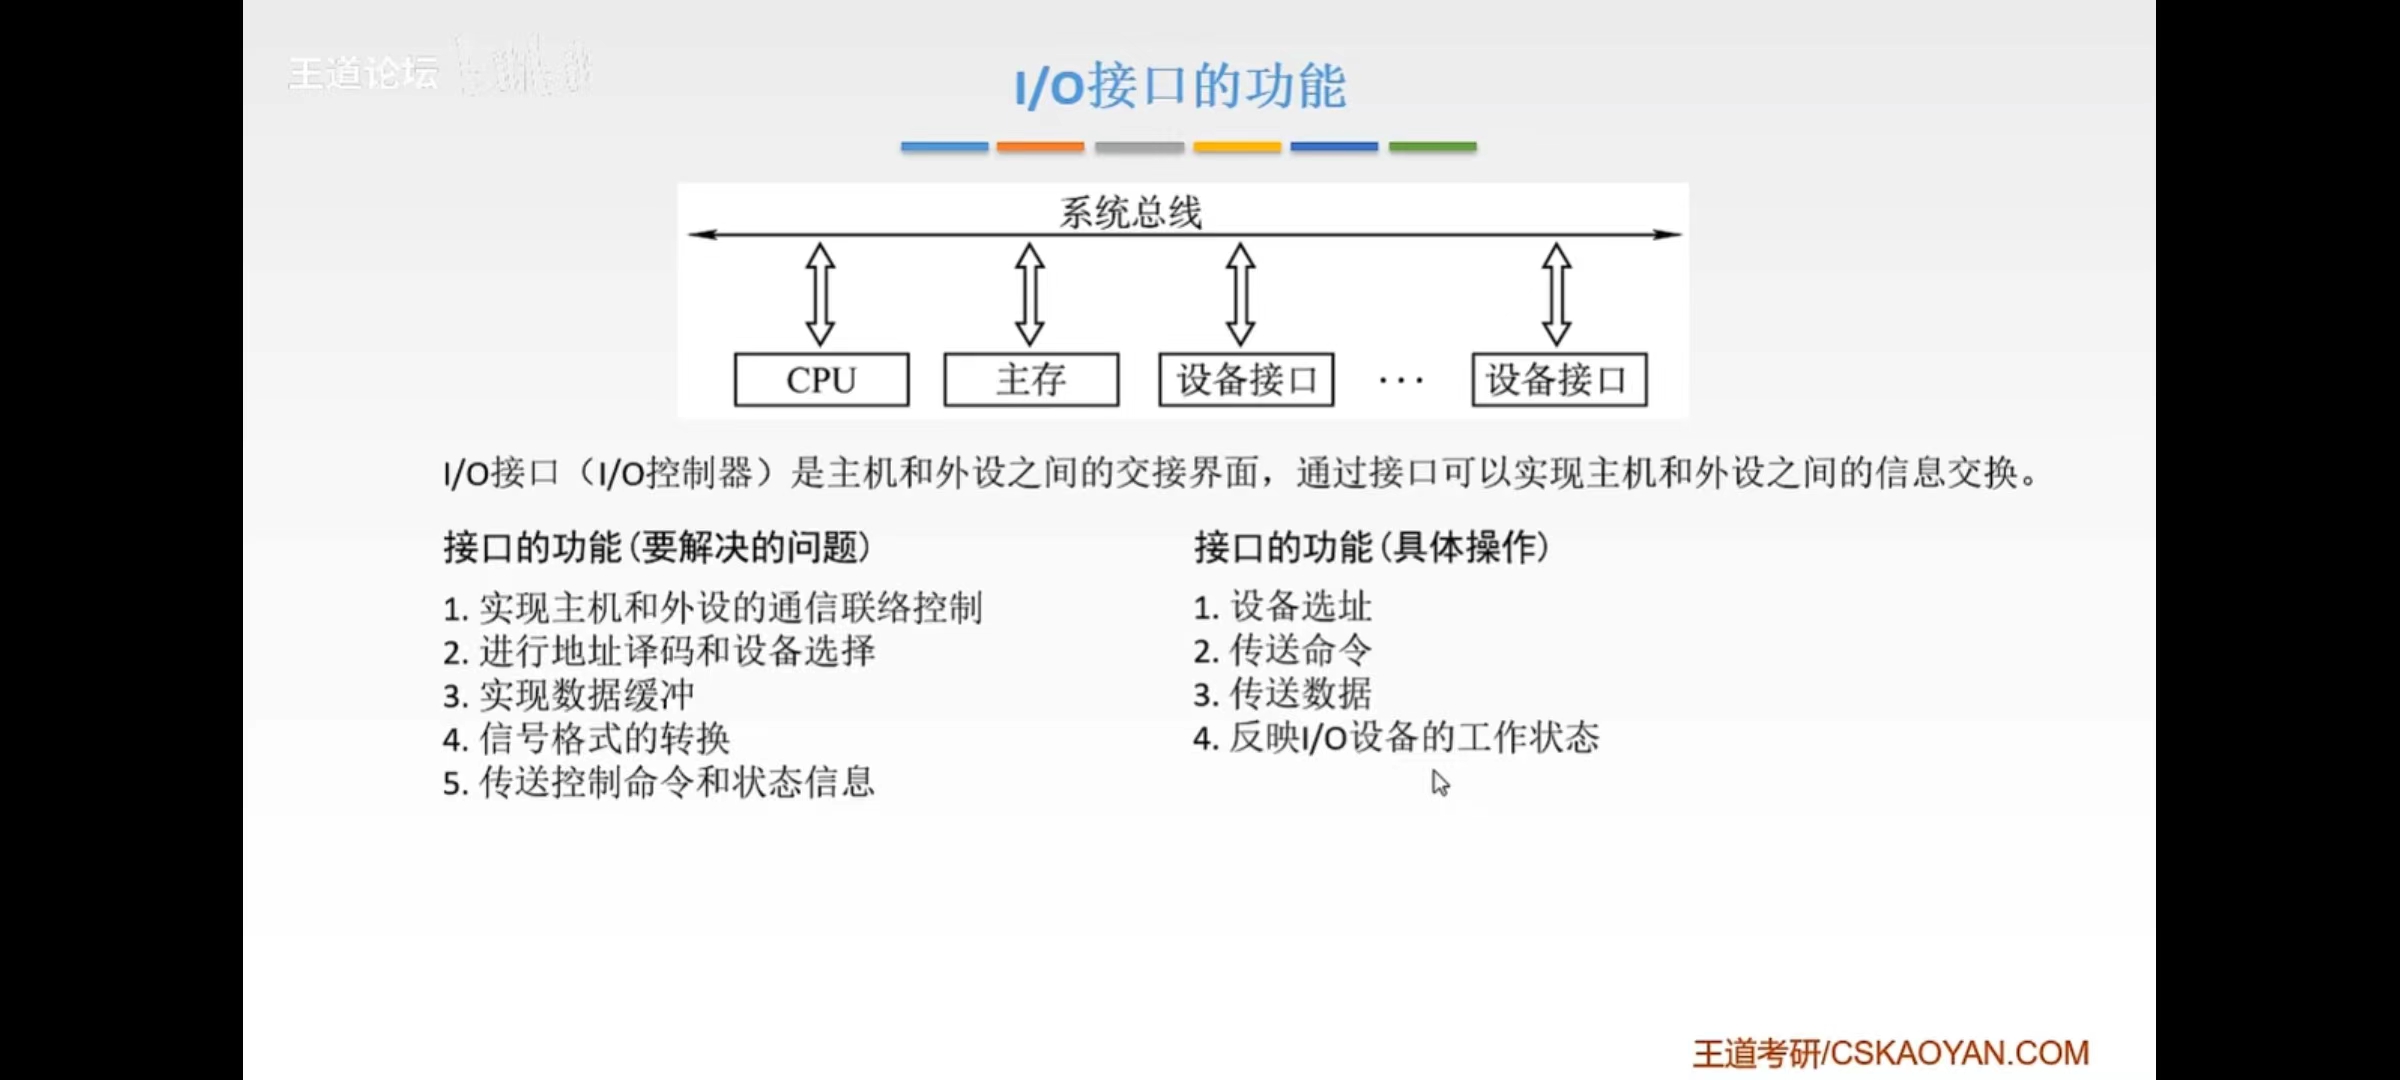 王道论坛
I/O接口的功能
系统总线
CPU
主存
设备接口
···
设备接口
I/O接口（I/O控制器）是主机和外设之间的交接界面，通过接口可以实现主机和外设之间的信息交换。
接口的功能(要解决的问题)
1. 实现主机和外设的通信联络控制
2. 进行地址译码和设备选择
3. 实现数据缓冲
4. 信号格式的转换
5. 传送控制命令和状态信息
接口的功能(具体操作)
1. 设备选址
2. 传送命令
3. 传送数据
4. 反映I/O设备的工作状态
王道考研/CSKAOYAN.COM